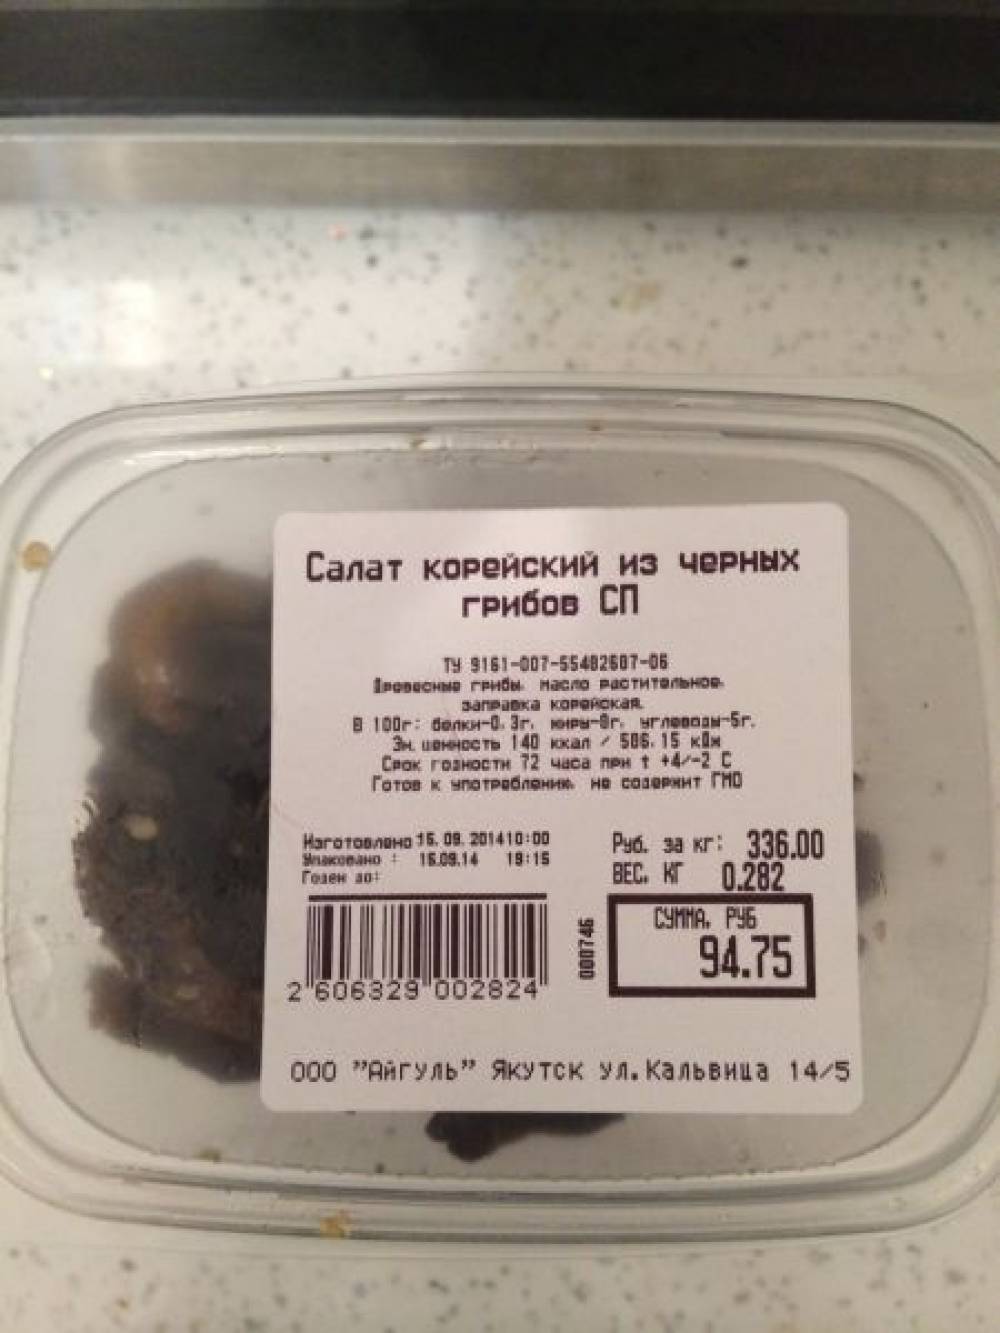 Салат корейский из черных
грибов СП
ТУ 9161-007-55482687-06
Древесные грибы, масло растительное,
заправка корейская.
В 100г: белки-0.3г, жиры-8г, углеводы-5г.
Эн. ценность 140 ккал / 586.15 кДж
Срок годности 72 часа при t +4/-2 С
Готов к употреблению, не содержит ГМО
Изготовлено 15.09.2014 10:00
Упаковано : 15.09.14 18:15
Годен до:
Руб. за кг: 336.00
ВЕС, КГ 0.282
СУММА, РУБ
94.75
000746
2 606329 002824
ООО "Айгуль" Якутск ул.Кальвица 14/5